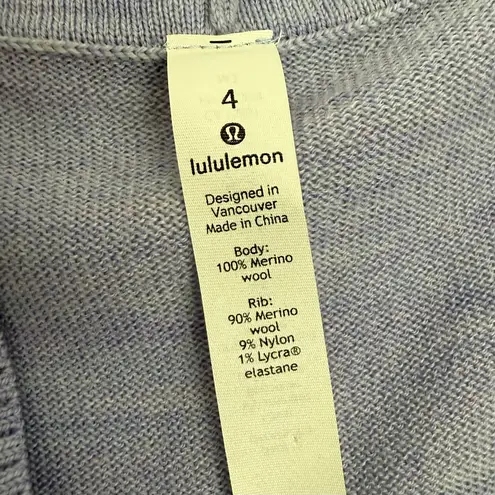 4
lululemon
Designed in
Vancouver
Made in China
Body:
100% Merino
wool
Rib:
90% Merino
wool
9% Nylon
1% Lycra®
elastane